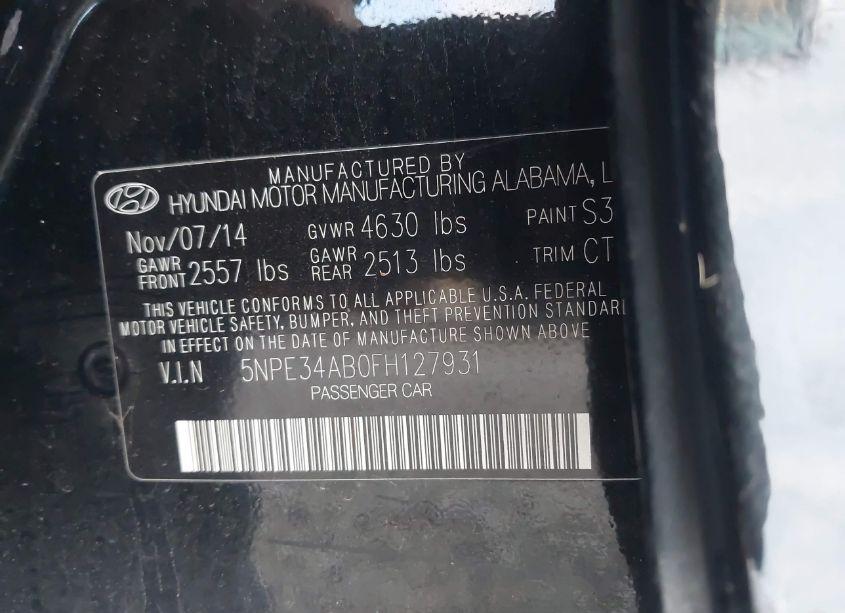 MANUFACTURED BY
HYUNDAI MOTOR MANUFACTURING ALABAMA, L
Nov/07/14 GVWR 4630 lbs PAINT S3
GAWR FRONT 2557 lbs GAWR REAR 2513 lbs TRIM CT
THIS VEHICLE CONFORMS TO ALL APPLICABLE U.S.A. FEDERAL
MOTOR VEHICLE SAFETY, BUMPER, AND THEFT PREVENTION STANDARD
IN EFFECT ON THE DATE OF MANUFACTURE SHOWN ABOVE
V.I.N 5NPE34AB0FH127931
PASSENGER CAR